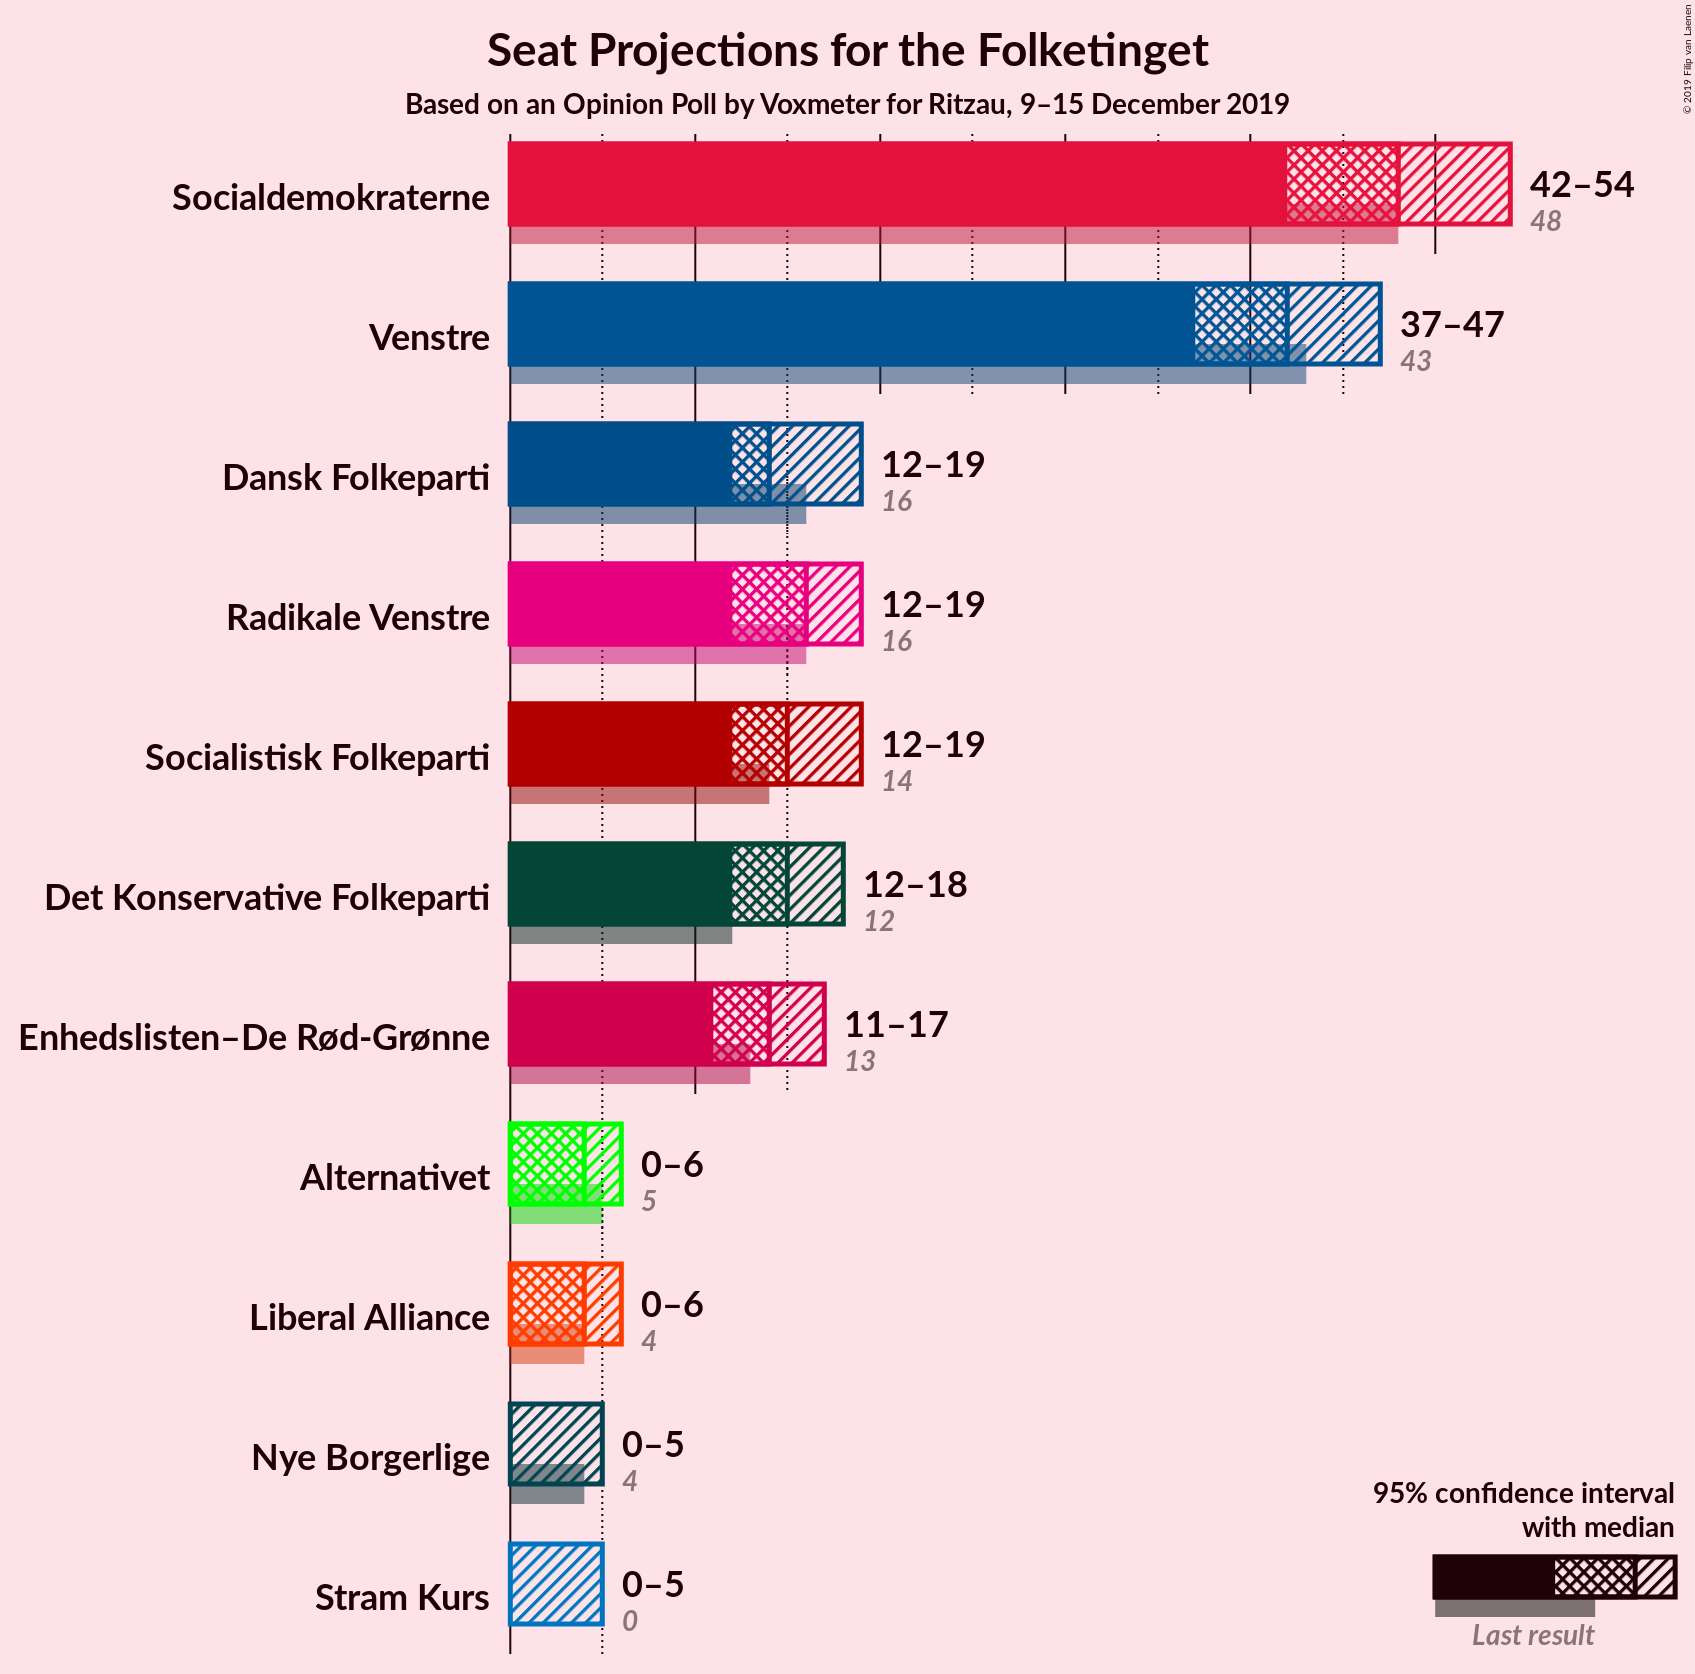 Seat Projections for the Folketinget
Based on an Opinion Poll by Voxmeter for Ritzau, 9–15 December 2019
© 2019 Filip van Laenen
Socialdemokraterne
42–54
48
Venstre
37–47
43
Dansk Folkeparti
12–19
16
Radikale Venstre
12–19
16
Socialistisk Folkeparti
12–19
14
Det Konservative Folkeparti
12–18
12
Enhedslisten–De Rød-Grønne
11–17
13
Alternativet
0–6
5
Liberal Alliance
0–6
4
Nye Borgerlige
0–5
4
Stram Kurs
0–5
0
95% confidence interval
with median
Last result